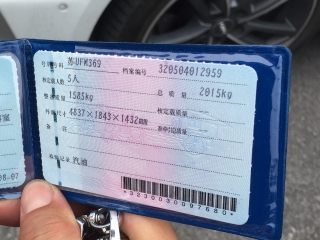 号牌号码 苏UFM369 档案编号 320504012959
核定载人数 5人 总质量 2015kg
整备质量 1585kg 核定载质量 --
外廓尺寸 4837×1843×1432mm 准牵引总质量 --
备注
检验记录 汽油
*3230030097680*
08-07